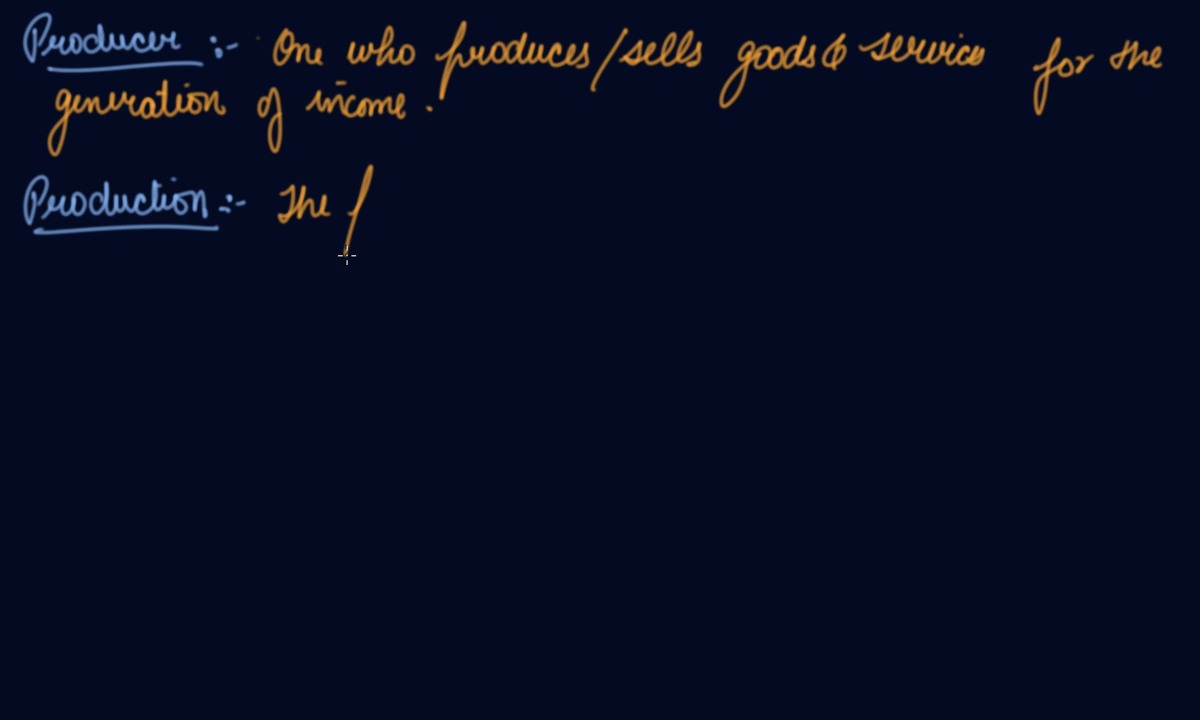 Producer :- One who produces/sells goods & services for the
generation of income.
Production :- The